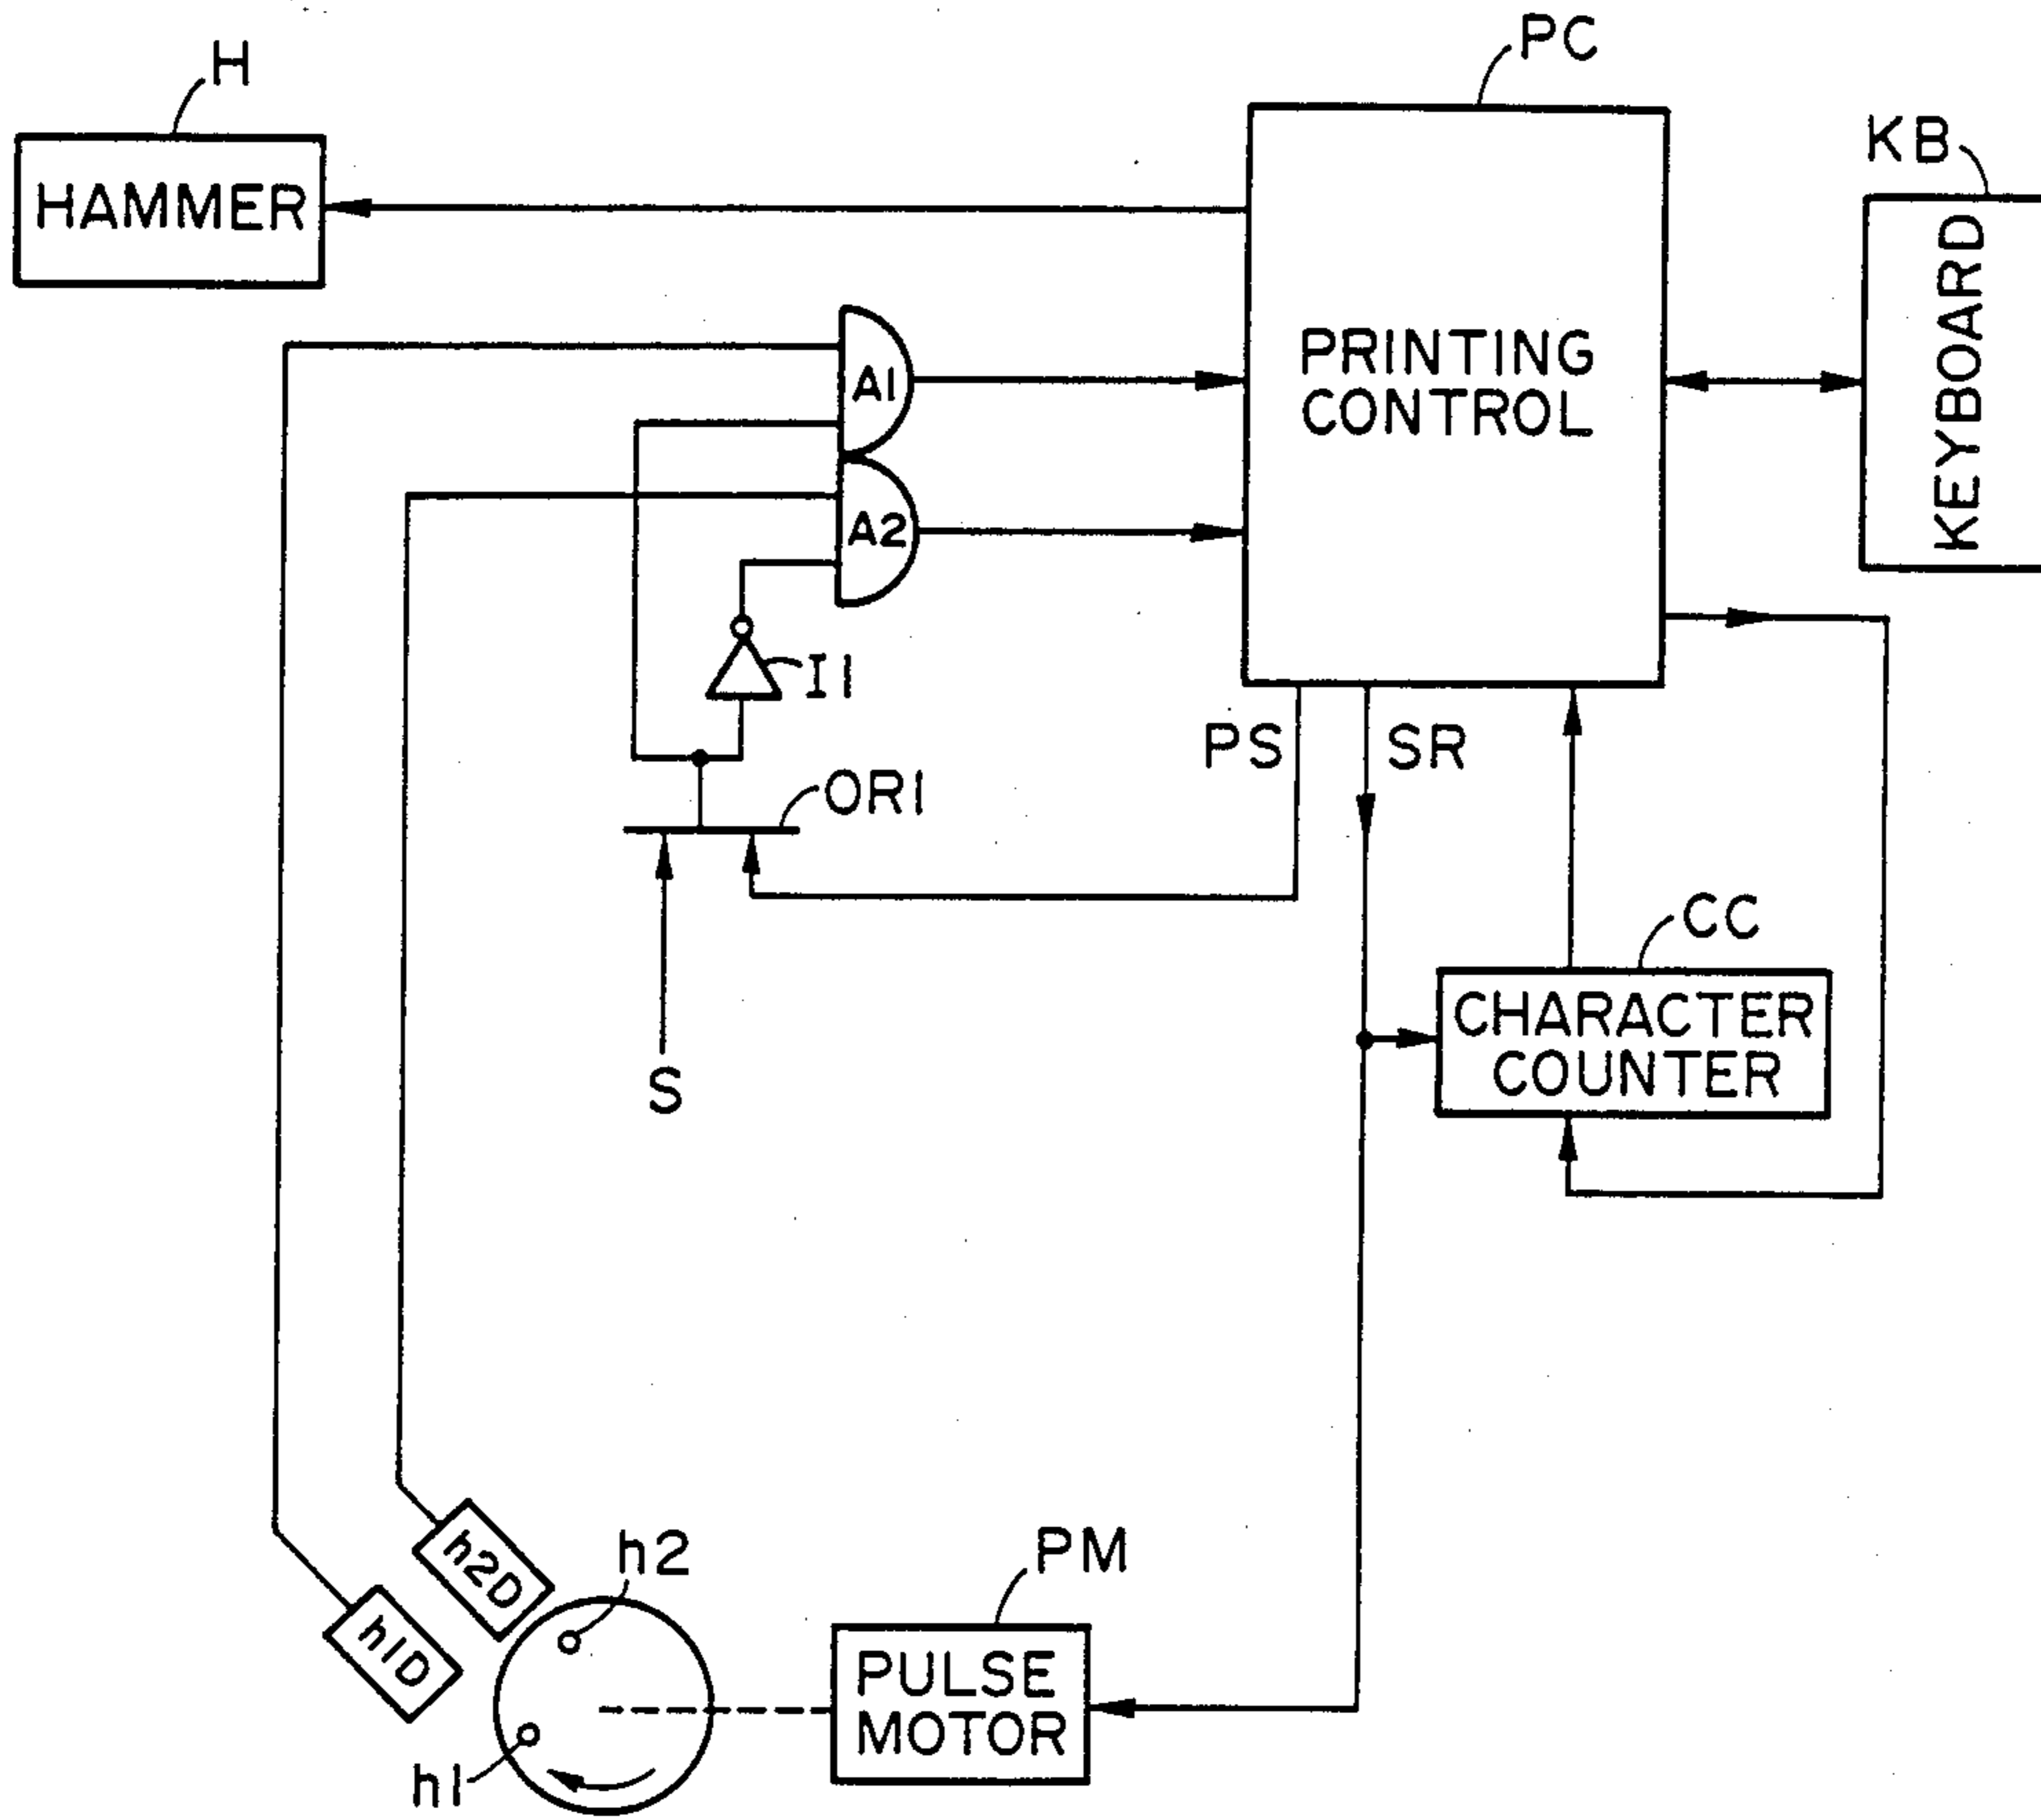 H
PC
KB
HAMMER
PRINTING
CONTROL
KEYBOARD
A1
A2
I1
PS
SR
OR1
CC
CHARACTER
COUNTER
S
h2D
h2
PM
h1D
PULSE
MOTOR
h1